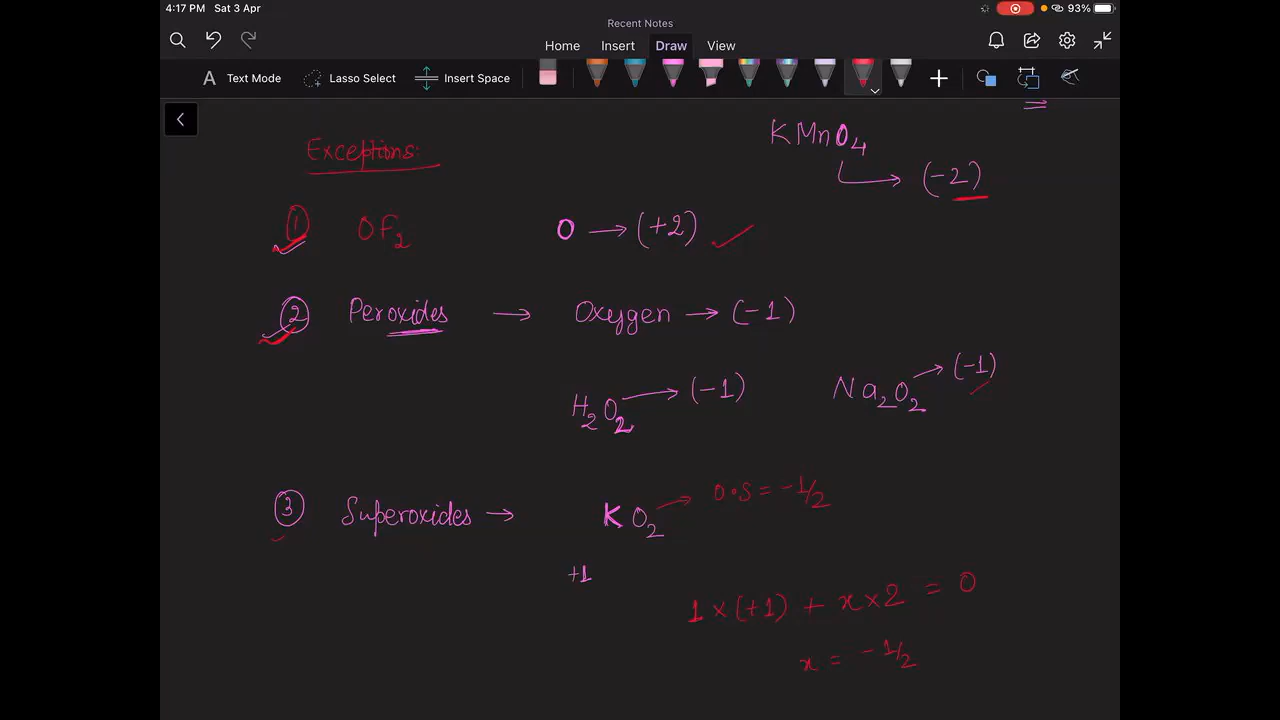 4:17 PM Sat 3 Apr
93%
Recent Notes
Home Insert Draw View
A Text Mode Lasso Select Insert Space
KMnO4
Exceptions:
(-2)
① OF2 O → (+2)
② Peroxides → Oxygen → (-1)
H2O2 → (-1) Na2O2 → (-1)
③ Superoxides → KO2 → O.S = -1/2
+1
1 × (+1) + x × 2 = 0
x = -1/2